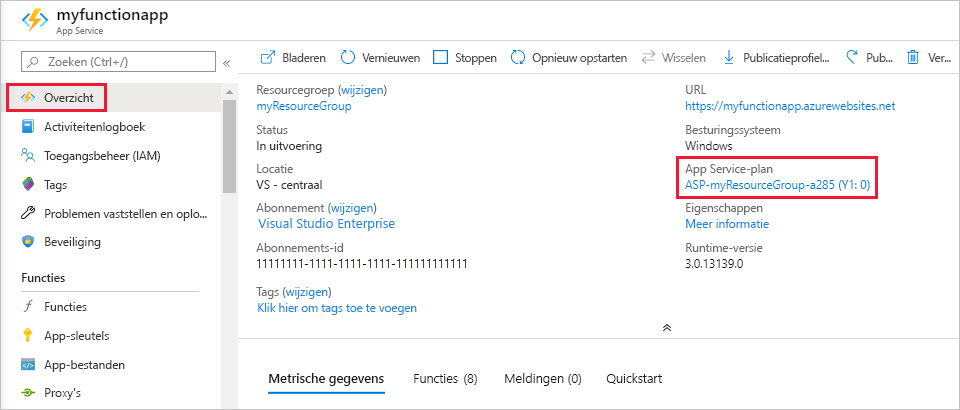 myfunctionapp
App Service
Zoeken (Ctrl+/)
Overzicht
Activiteitenlogboek
Toegangsbeheer (IAM)
Tags
Problemen vaststellen en oplo...
Beveiliging
Functies
Functies
App-sleutels
App-bestanden
Proxy's
Bladeren
Vernieuwen
Stoppen
Opnieuw opstarten
Wisselen
Publicatieprofiel...
Pub...
Ver...
Resourcegroep (wijzigen)
myResourceGroup
Status
In uitvoering
Locatie
VS - centraal
Abonnement (wijzigen)
Visual Studio Enterprise
Abonnements-id
11111111-1111-1111-1111-111111111111
Tags (wijzigen)
Klik hier om tags toe te voegen
URL
https://myfunctionapp.azurewebsites.net
Besturingssysteem
Windows
App Service-plan
ASP-myResourceGroup-a285 (Y1: 0)
Eigenschappen
Meer informatie
Runtime-versie
3.0.13139.0
Metrische gegevens
Functies (8)
Meldingen (0)
Quickstart